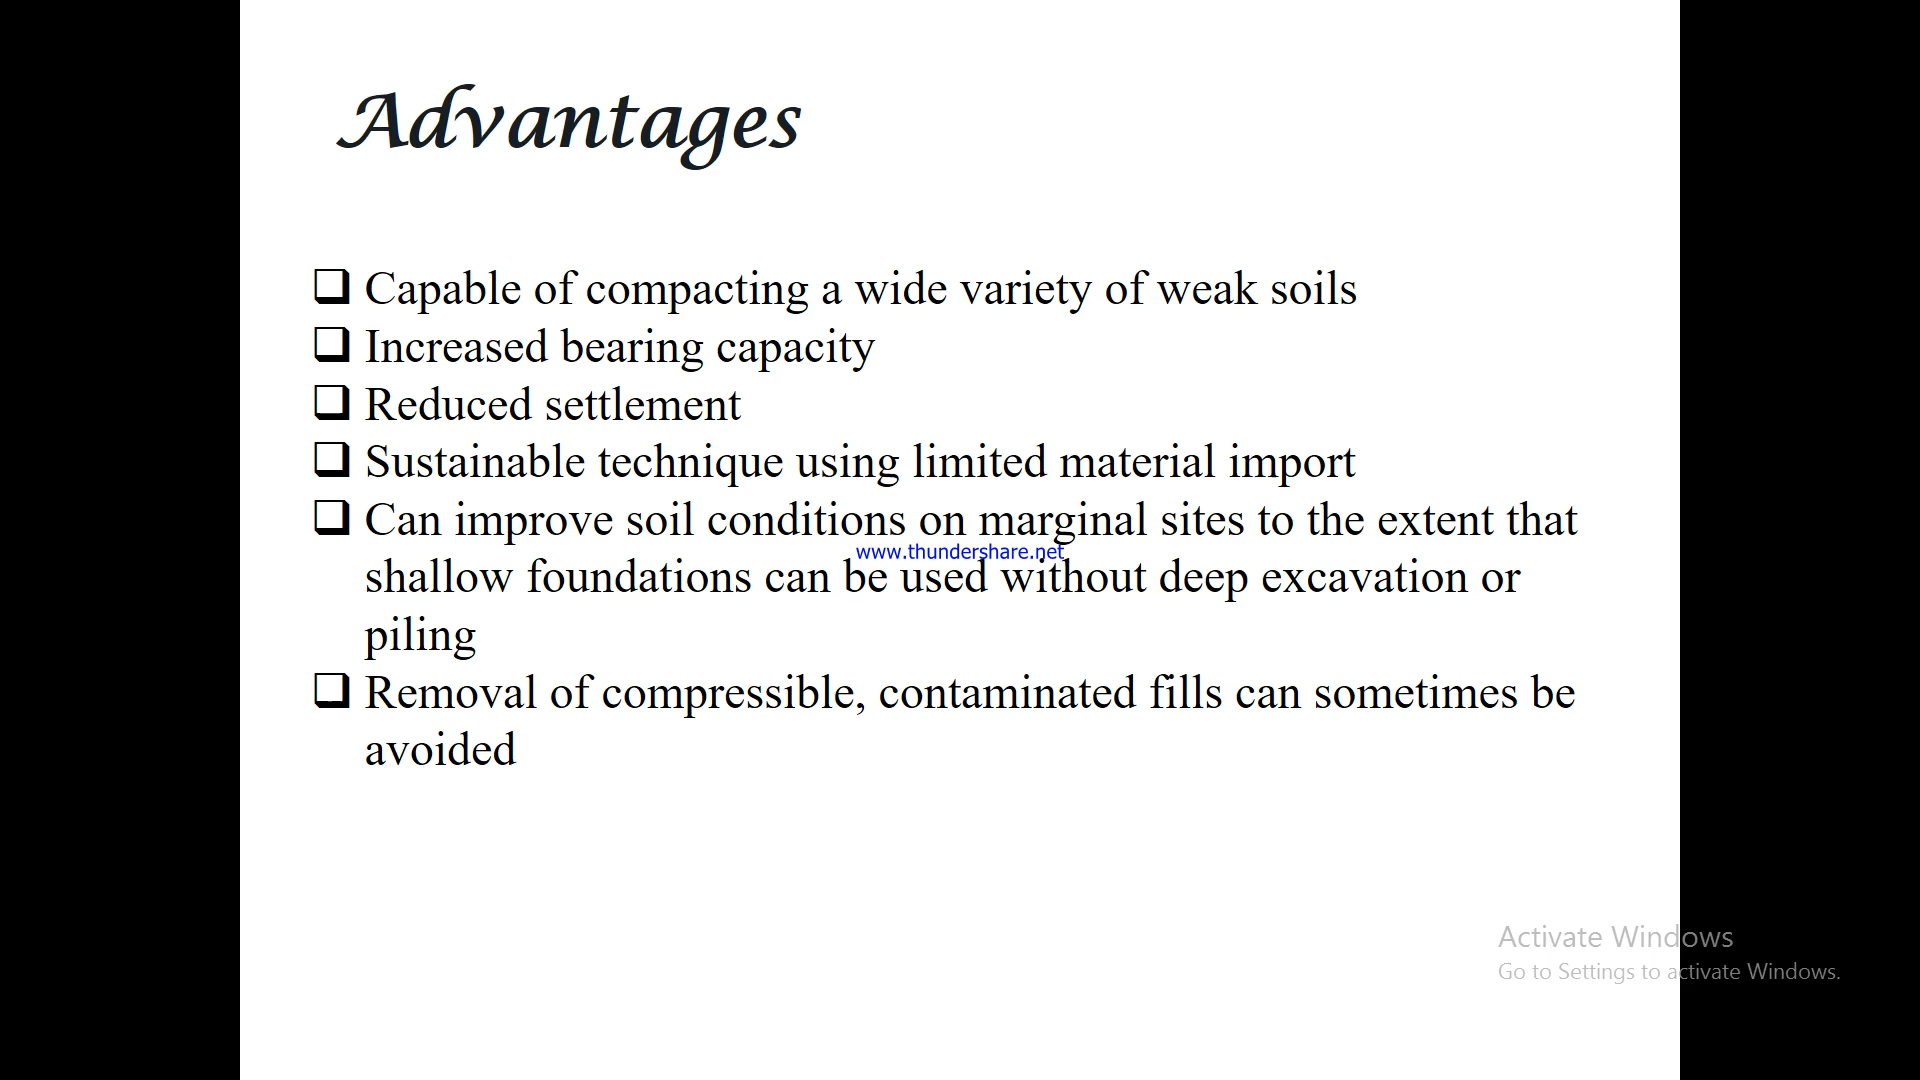 Advantages
❑ Capable of compacting a wide variety of weak soils
❑ Increased bearing capacity
❑ Reduced settlement
❑ Sustainable technique using limited material import
❑ Can improve soil conditions on marginal sites to the extent that
www.thundershare.net
shallow foundations can be used without deep excavation or
piling
❑ Removal of compressible, contaminated fills can sometimes be
avoided
Activate Windows
Go to Settings to activate Windows.